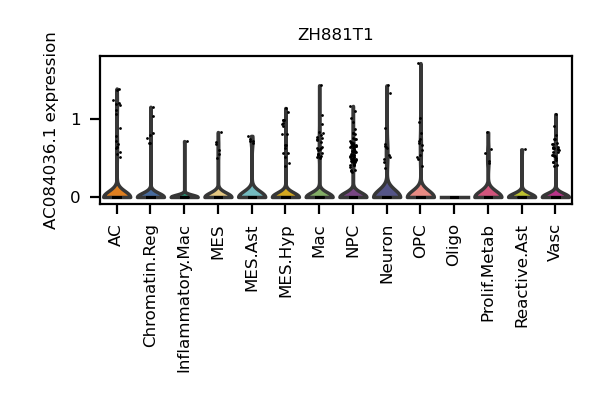 ZH881T1
AC084036.1 expression
1
0
AC
Chromatin.Reg
Inflammatory.Mac
MES
MES.Ast
MES.Hyp
Mac
NPC
Neuron
OPC
Oligo
Prolif.Metab
Reactive.Ast
Vasc